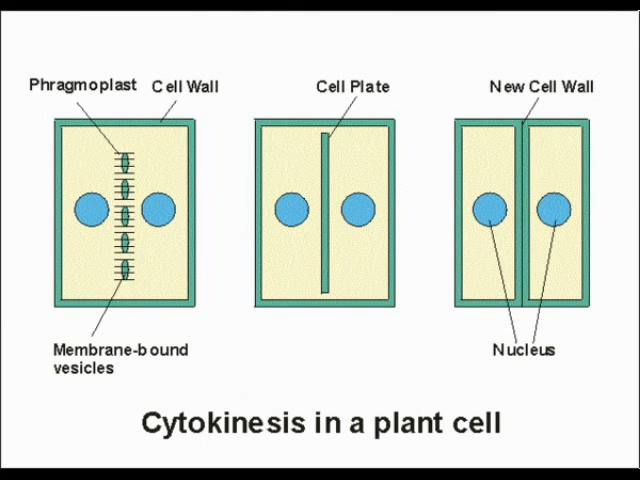 Phragmoplast
Cell Wall
Cell Plate
New Cell Wall
Membrane-bound
vesicles
Nucleus
Cytokinesis in a plant cell